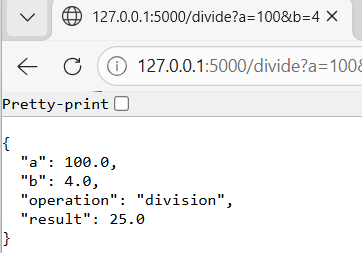 127.0.0.1:5000/divide?a=100&b=4
127.0.0.1:5000/divide?a=100&
Pretty-print
{
"a": 100.0,
"b": 4.0,
"operation": "division",
"result": 25.0
}